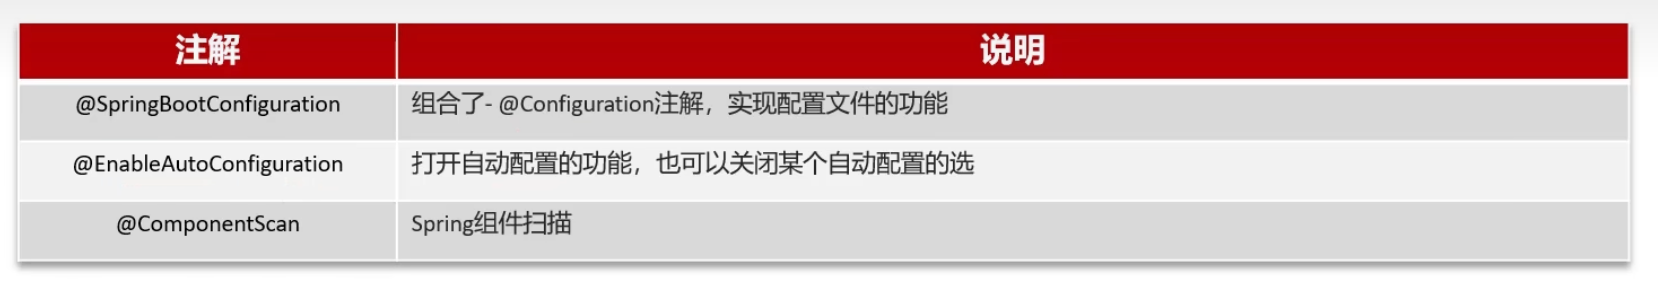 注解 说明
@SpringBootConfiguration 组合了- @Configuration注解，实现配置文件的功能
@EnableAutoConfiguration 打开自动配置的功能，也可以关闭某个自动配置的选
@ComponentScan Spring组件扫描